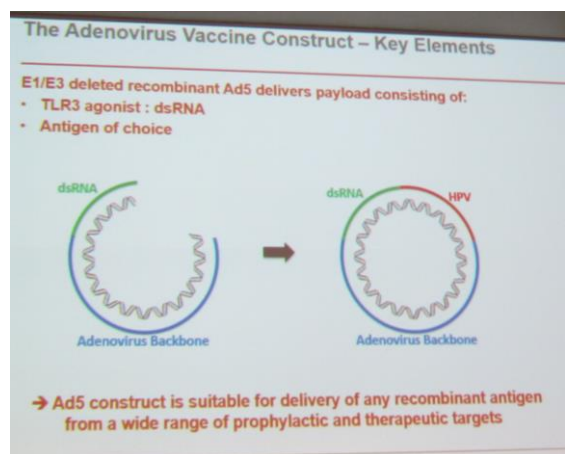 The Adenovirus Vaccine Construct – Key Elements
E1/E3 deleted recombinant Ad5 delivers payload consisting of:
• TLR3 agonist : dsRNA
• Antigen of choice
dsRNA
Adenovirus Backbone
dsRNA
HPV
Adenovirus Backbone
➔ Ad5 construct is suitable for delivery of any recombinant antigen
from a wide range of prophylactic and therapeutic targets